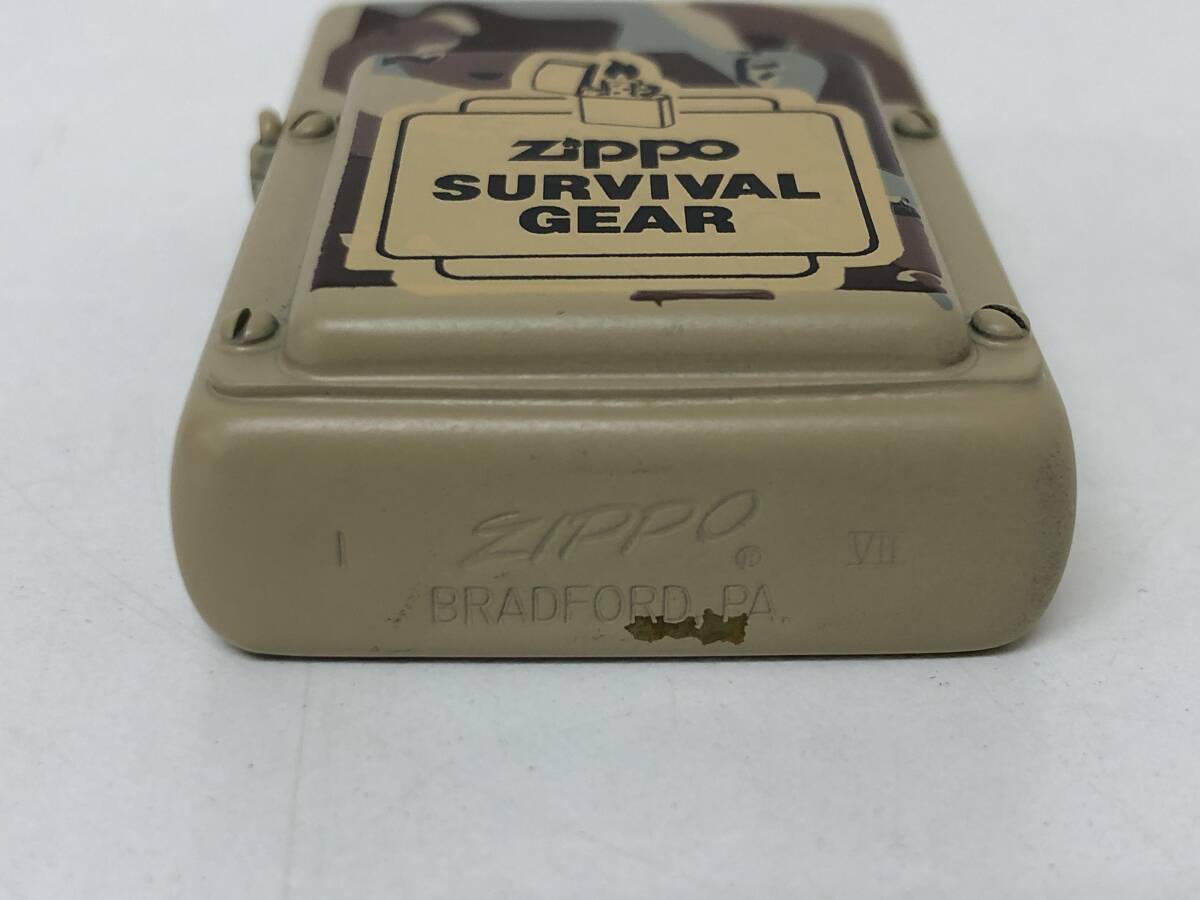 Zippo
SURVIVAL
GEAR
I ZIPPO ® VII
BRADFORD, PA.